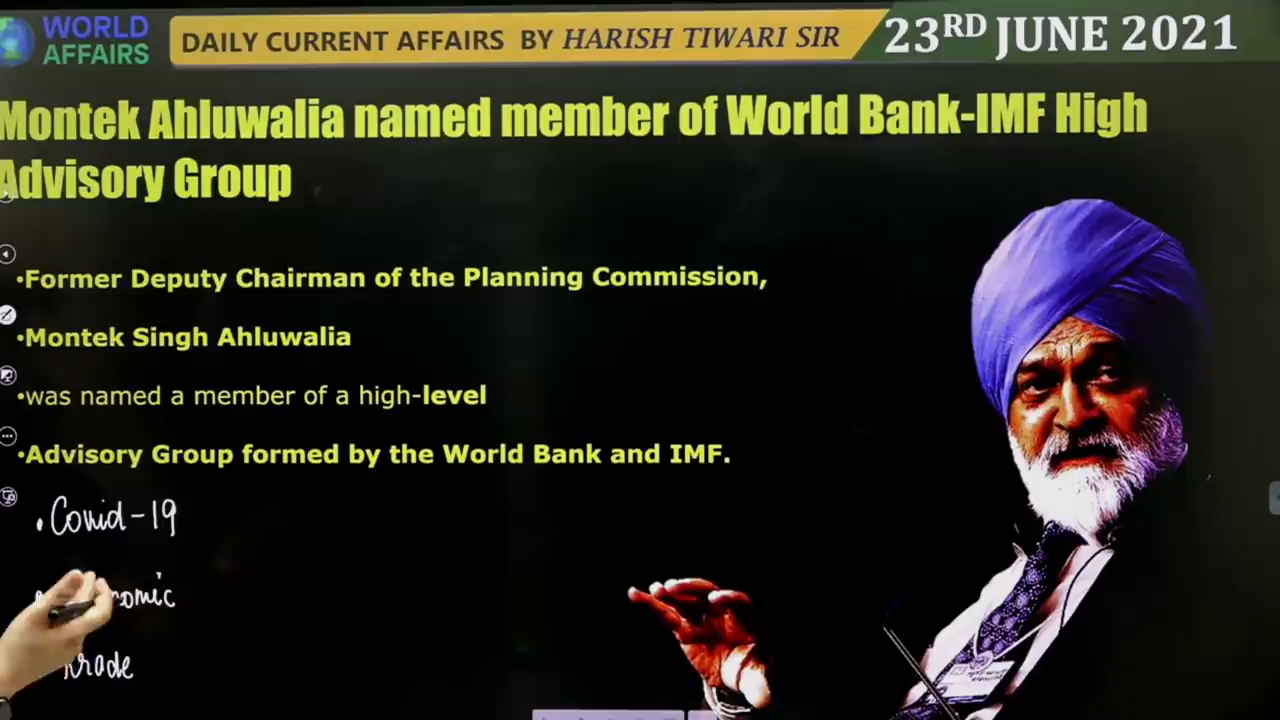 WORLD
AFFAIRS
DAILY CURRENT AFFAIRS BY HARISH TIWARI SIR
23RD JUNE 2021
Montek Ahluwalia named member of World Bank-IMF High
Advisory Group
•Former Deputy Chairman of the Planning Commission,
•Montek Singh Ahluwalia
•was named a member of a high-level
•Advisory Group formed by the World Bank and IMF.
• Covid-19